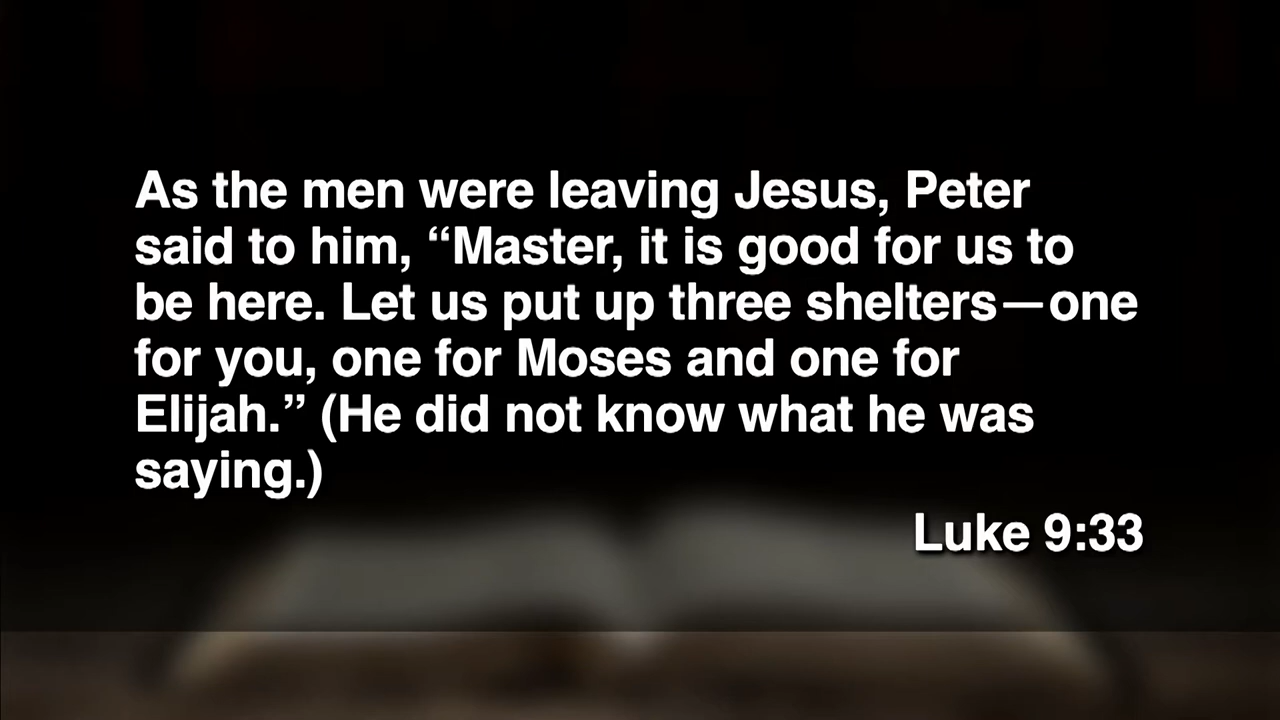 As the men were leaving Jesus, Peter
said to him, “Master, it is good for us to
be here. Let us put up three shelters—one
for you, one for Moses and one for
Elijah.” (He did not know what he was
saying.)
Luke 9:33